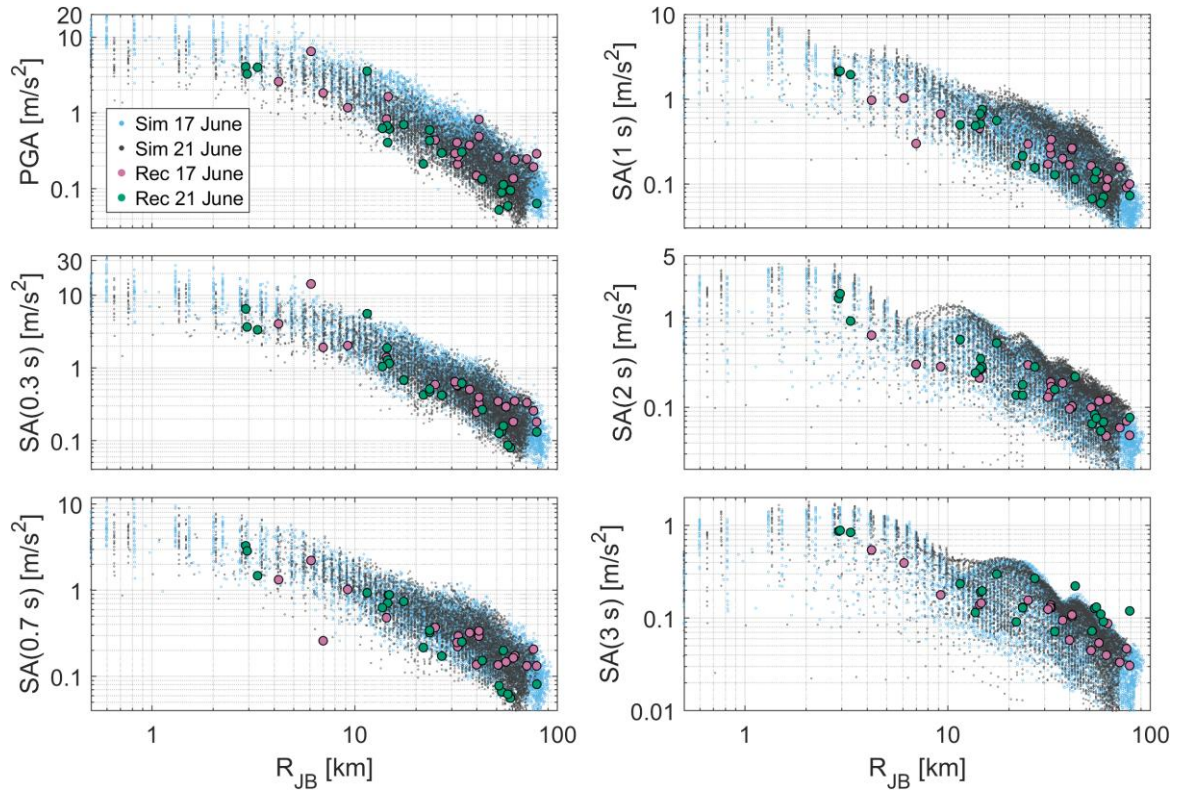 20
10
1
0.1
PGA [m/s²]
Sim 17 June
Sim 21 June
Rec 17 June
Rec 21 June
10
1
0.1
SA(1 s) [m/s²]
30
10
1
0.1
SA(0.3 s) [m/s²]
5
1
0.1
SA(2 s) [m/s²]
10
1
0.1
SA(0.7 s) [m/s²]
1
10
100
R_JB [km]
1
0.1
0.01
SA(3 s) [m/s²]
1
10
100
R_JB [km]